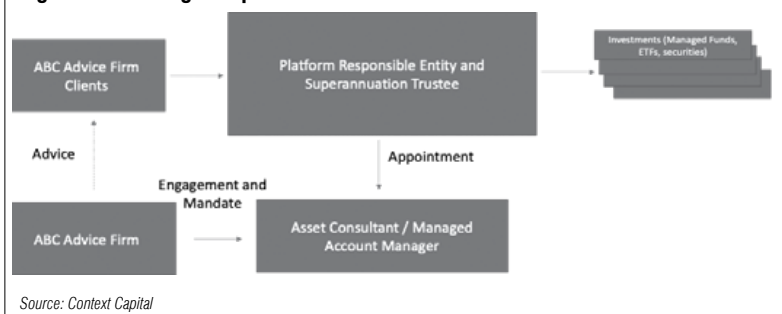 ABC Advice Firm
Clients
Platform Responsible Entity and
Superannuation Trustee
Investments (Managed Funds,
ETFs, securities)
Advice
Appointment
Engagement and
Mandate
ABC Advice Firm
Asset Consultant / Managed
Account Manager
Source: Context Capital